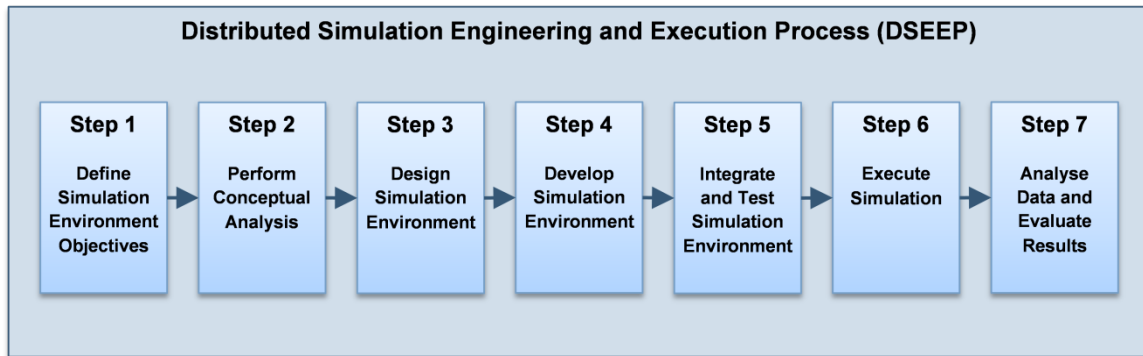 Distributed Simulation Engineering and Execution Process (DSEEP)
Step 1
Define
Simulation
Environment
Objectives
Step 2
Perform
Conceptual
Analysis
Step 3
Design
Simulation
Environment
Step 4
Develop
Simulation
Environment
Step 5
Integrate
and Test
Simulation
Environment
Step 6
Execute
Simulation
Step 7
Analyse
Data and
Evaluate
Results